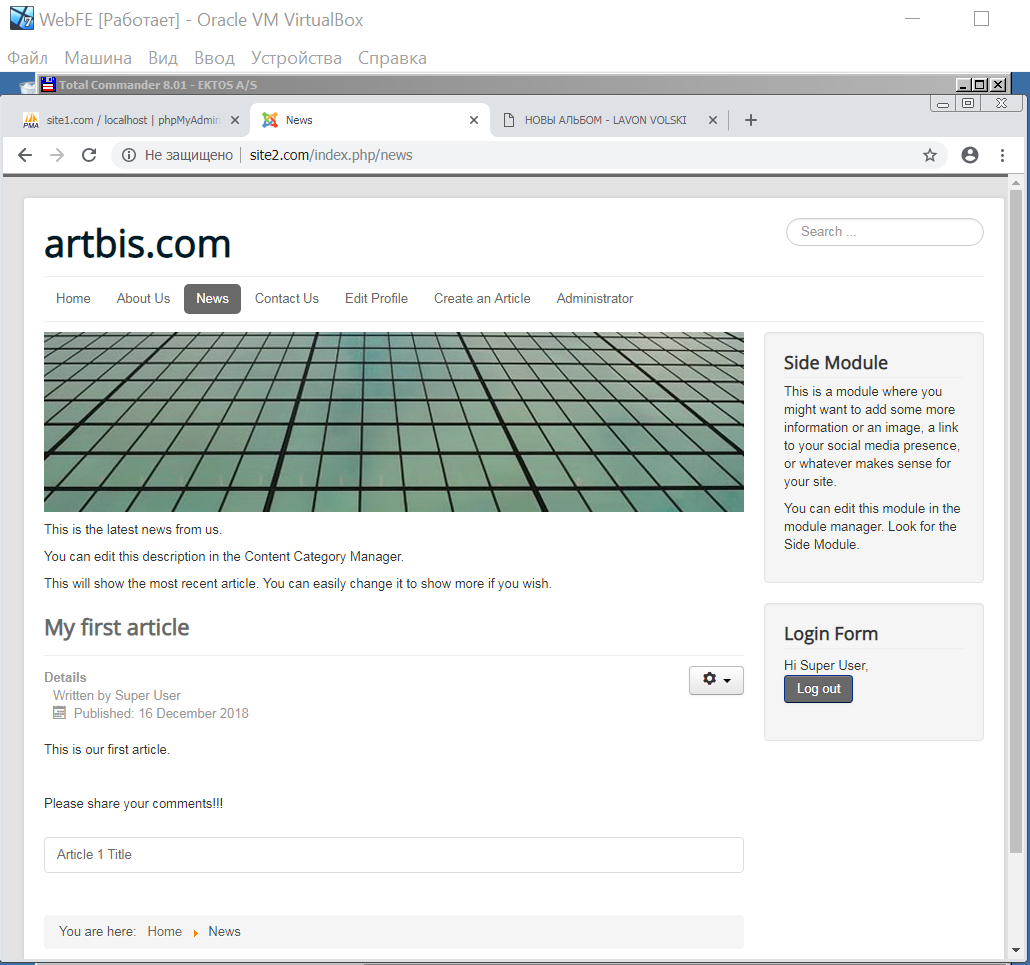 WebFE [Работает] - Oracle VM VirtualBox
Файл Машина Вид Ввод Устройства Справка
Total Commander 8.01 - EKTOS A/S
site1.com / localhost | phpMyAdmin
News
НОВЫ АЛЬБОМ - LAVON VOLSKI
Не защищено | site2.com/index.php/news
artbis.com
Search ...
Home About Us News Contact Us Edit Profile Create an Article Administrator
This is the latest news from us.
You can edit this description in the Content Category Manager.
This will show the most recent article. You can easily change it to show more if you wish.
My first article
Details
Written by Super User
Published: 16 December 2018
This is our first article.
Please share your comments!!!
Article 1 Title
You are here: Home News
Side Module
This is a module where you
might want to add some more
information or an image, a link
to your social media presence,
or whatever makes sense for
your site.
You can edit this module in the
module manager. Look for the
Side Module.
Login Form
Hi Super User,
Log out